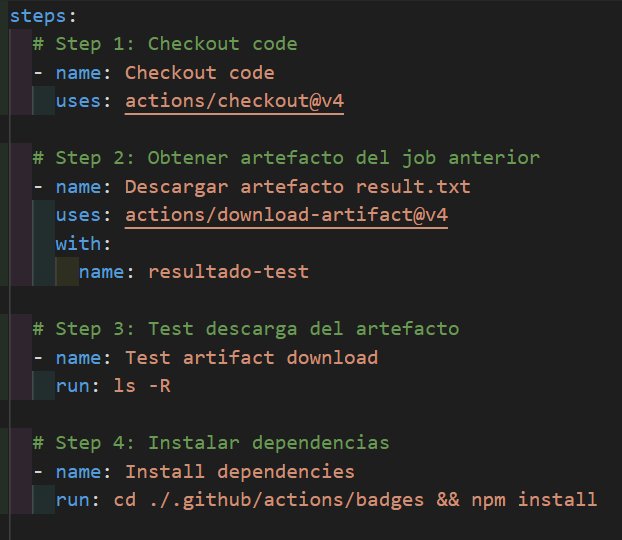 steps:
# Step 1: Checkout code
- name: Checkout code
uses: actions/checkout@v4
# Step 2: Obtener artefacto del job anterior
- name: Descargar artefacto result.txt
uses: actions/download-artifact@v4
with:
name: resultado-test
# Step 3: Test descarga del artefacto
- name: Test artifact download
run: ls -R
# Step 4: Instalar dependencias
- name: Install dependencies
run: cd ./.github/actions/badges && npm install